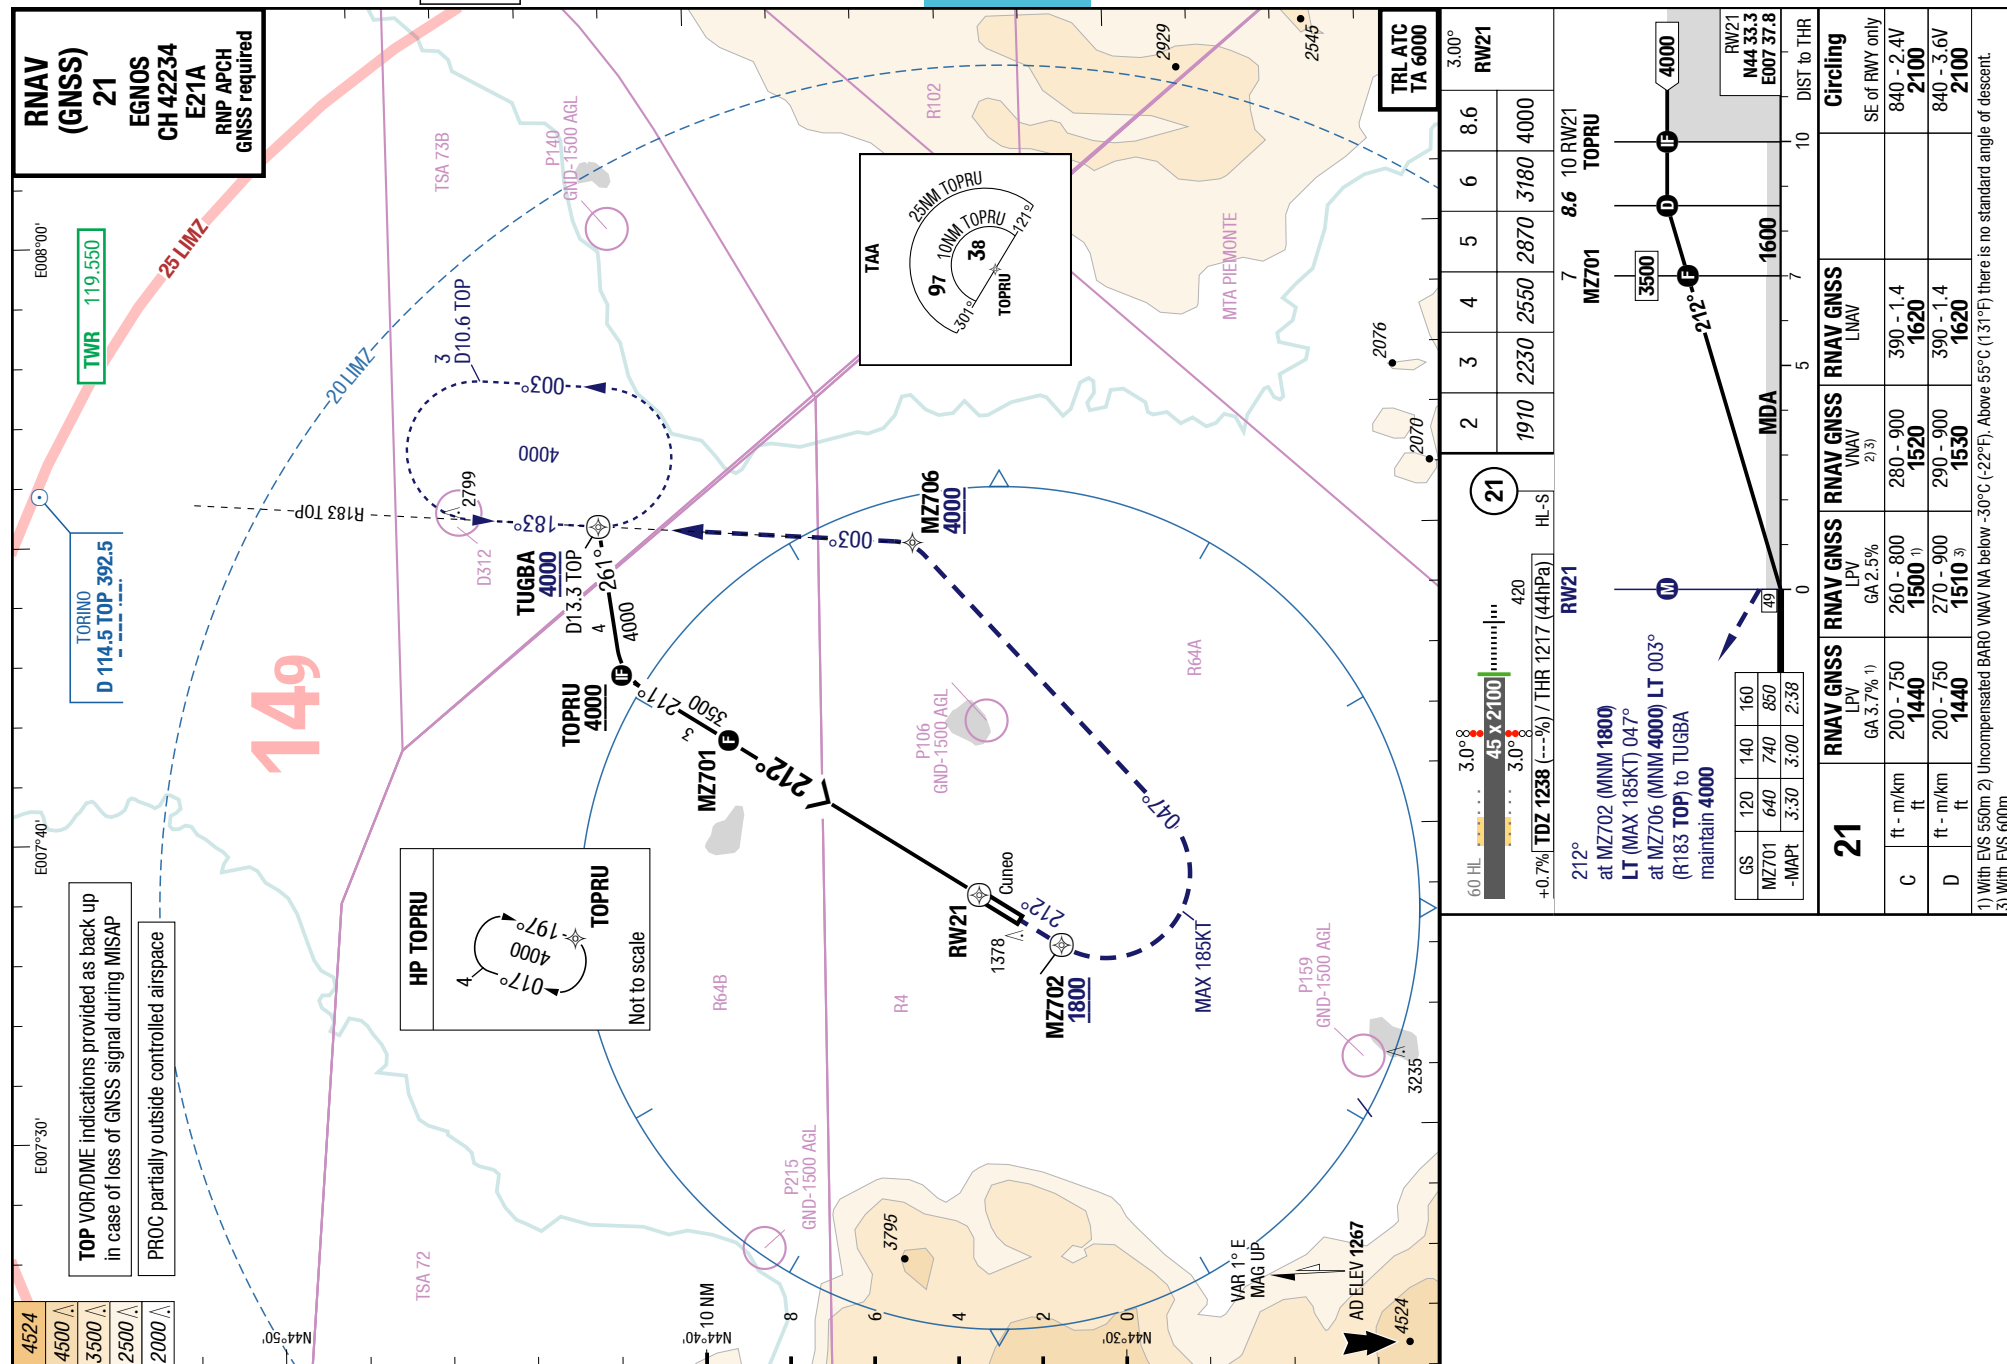 RNAV
(GNSS)
21
EGNOS
CH 42234
E21A
RNP APCH
GNSS required
E008°00'
TWR 119.550
25 LIMZ
20 LIMZ
TORINO
D 114.5 TOP 392.5
149
E007°40'
E007°30'
TOP VOR/DME indications provided as back up
in case of loss of GNSS signal during MISAP
PROC partially outside controlled airspace
4524
4500
3500
2500
2000
N44°50'
N44°40'
N44°30'
10 NM
8
6
4
2
0
TSA 73B
P140
GND-1500 AGL
R102
2929
2545
TRL ATC
TA 6000
TAA
25NM TOPRU
10NM TOPRU
97
38
301°
121°
TOPRU
MTA PIEMONTE
2076
2070
3
D10.6 TOP
003°
4000
183°
R183 TOP
2799
D312
TUGBA
4000
D13.3 TOP
261°
4
4000
TOPRU
4000
211°
3
3500
MZ701
212°
MZ706
4000
003°
047°
R64A
P106
GND-1500 AGL
RW21
Cuneo
212°
1378
MZ702
1800
MAX 185KT
HP TOPRU
4
017°
4000
197°
TOPRU
Not to scale
R64B
R4
P159
GND-1500 AGL
3235
P215
GND-1500 AGL
TSA 72
3795
VAR 1° E
MAG UP
AD ELEV 1267
4524
2 3 4 5 6 8.6 3.00°
1910 2230 2550 2870 3180 4000 RW21
60 HL
3.0°
45 x 2100
3.0°
420
HL-S
21
+0.7% TDZ 1238 (---%) / THR 1217 (44hPa)
212°
at MZ702 (MNM 1800)
LT (MAX 185KT) 047°
at MZ706 (MNM 4000) LT 003°
(R183 TOP) to TUGBA
maintain 4000
GS 120 140 160
MZ701 640 740 850
-MAPt 3:30 3:00 2:38
RW21
7
MZ701
8.6
10 RW21
TOPRU
4000
3500
212°
1600
MDA
49
RW21
N44 33.3
E007 37.8
0 5 7 10 DIST to THR
21
RNAV GNSS
LPV
GA 3.7% 1)
RNAV GNSS
LPV
GA 2.5%
RNAV GNSS
VNAV
2) 3)
RNAV GNSS
LNAV
Circling
SE of RWY only
C ft - m/km 200 - 750 260 - 800 280 - 900 390 - 1.4 840 - 2.4V
ft 1440 1500 1) 1520 1620 2100
D ft - m/km 200 - 750 270 - 900 290 - 900 390 - 1.4 840 - 3.6V
ft 1440 1510 3) 1530 1620 2100
1) With EVS 550m 2) Uncompensated BARO VNAV NA below -30°C (-22°F). Above 55°C (131°F) there is no standard angle of descent.
3) With EVS 600m